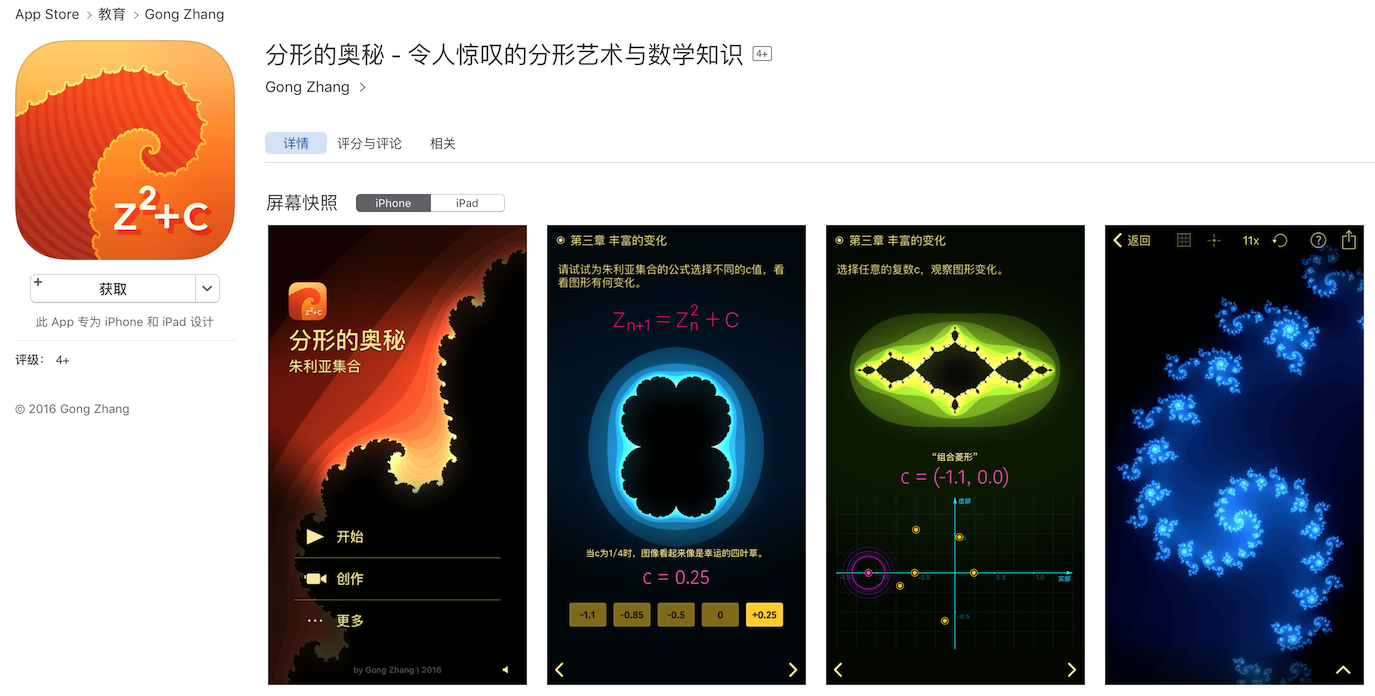 App Store > 教育 > Gong Zhang
分形的奥秘 - 令人惊叹的分形艺术与数学知识 4+
Gong Zhang >
详情 评分与评论 相关
z²+c
获取
此 App 专为 iPhone 和 iPad 设计
评级： 4+
© 2016 Gong Zhang
屏幕快照 iPhone iPad
z²+c
分形的奥秘
朱利亚集合
开始
创作
更多
by Gong Zhang | 2016
第三章 丰富的变化
请试试为朱利亚集合的公式选择不同的c值，看
看图形有何变化。
Zn+1 = Zn² + C
当c为1/4时，图像看起来像是幸运的四叶草。
c = 0.25
-1.1 -0.85 -0.5 0 +0.25
第三章 丰富的变化
选择任意的复数c，观察图形变化。
“组合菱形”
c = (-1.1, 0.0)
虚部
-0.5 1.0 实部
-0.5
返回 11x